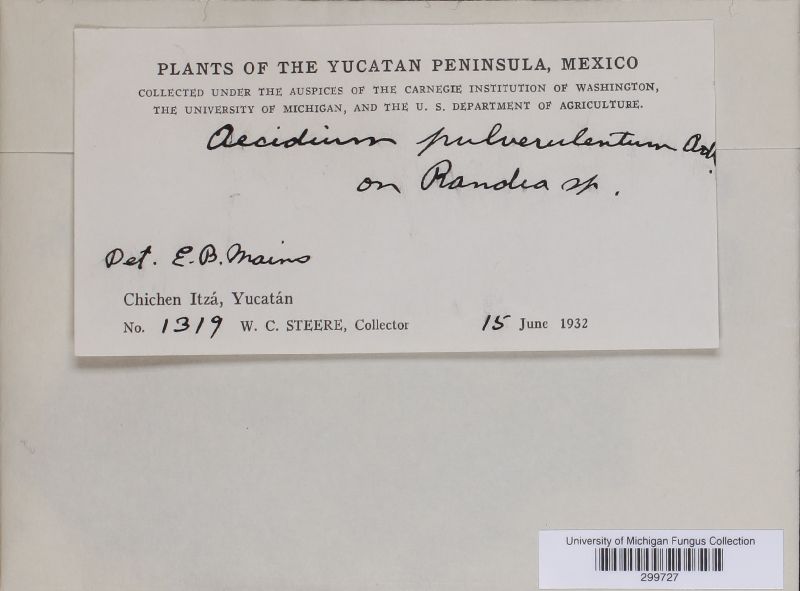 PLANTS OF THE YUCATAN PENINSULA, MEXICO
COLLECTED UNDER THE AUSPICES OF THE CARNEGIE INSTITUTION OF WASHINGTON,
THE UNIVERSITY OF MICHIGAN, AND THE U. S. DEPARTMENT OF AGRICULTURE.
Aecidium pulverulentum Arth.
on Randia sp.
Det. E. B. Mains
Chichen Itzá, Yucatán
No. 1319 W. C. STEERE, Collector 15 June 1932
University of Michigan Fungus Collection
299727